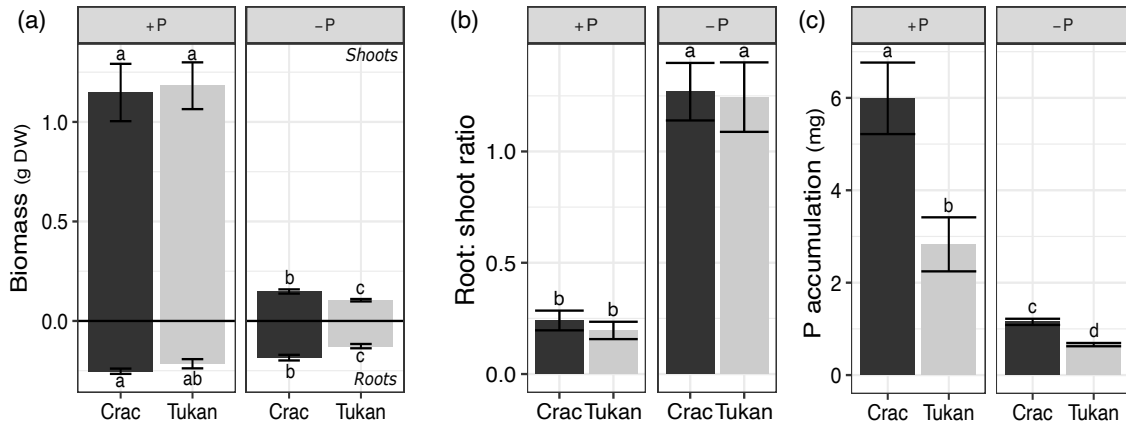 (a)
+P
−P
Shoots
a a
1.0
0.5
0.0
b c
a ab
b c
Roots
Biomass (g DW)
Crac Tukan
Crac Tukan
(b)
+P
−P
a a
b b
1.0
0.5
0.0
Root: shoot ratio
Crac Tukan
Crac Tukan
(c)
+P
−P
a
b
c
d
6
4
2
0
P accumulation (mg)
Crac Tukan
Crac Tukan